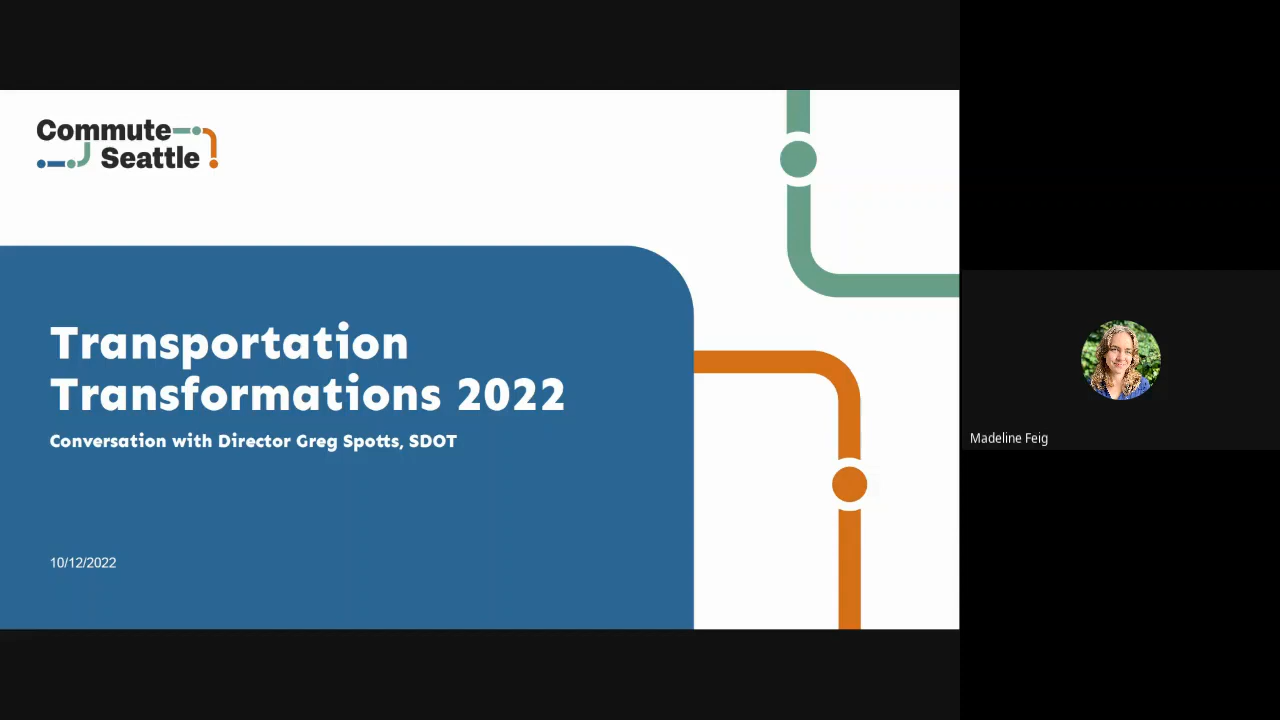 Commute
Seattle
Transportation
Transformations 2022
Conversation with Director Greg Spotts, SDOT
10/12/2022
Madeline Feig